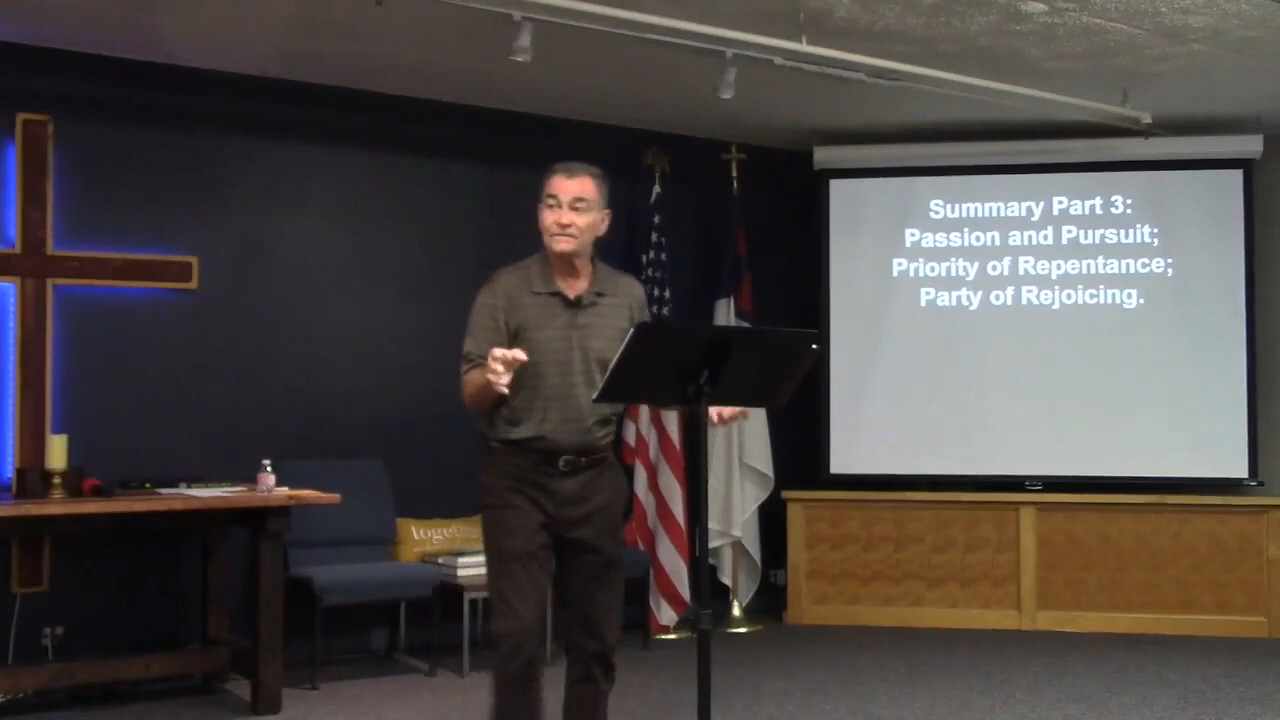 Summary Part 3:
Passion and Pursuit;
Priority of Repentance;
Party of Rejoicing.